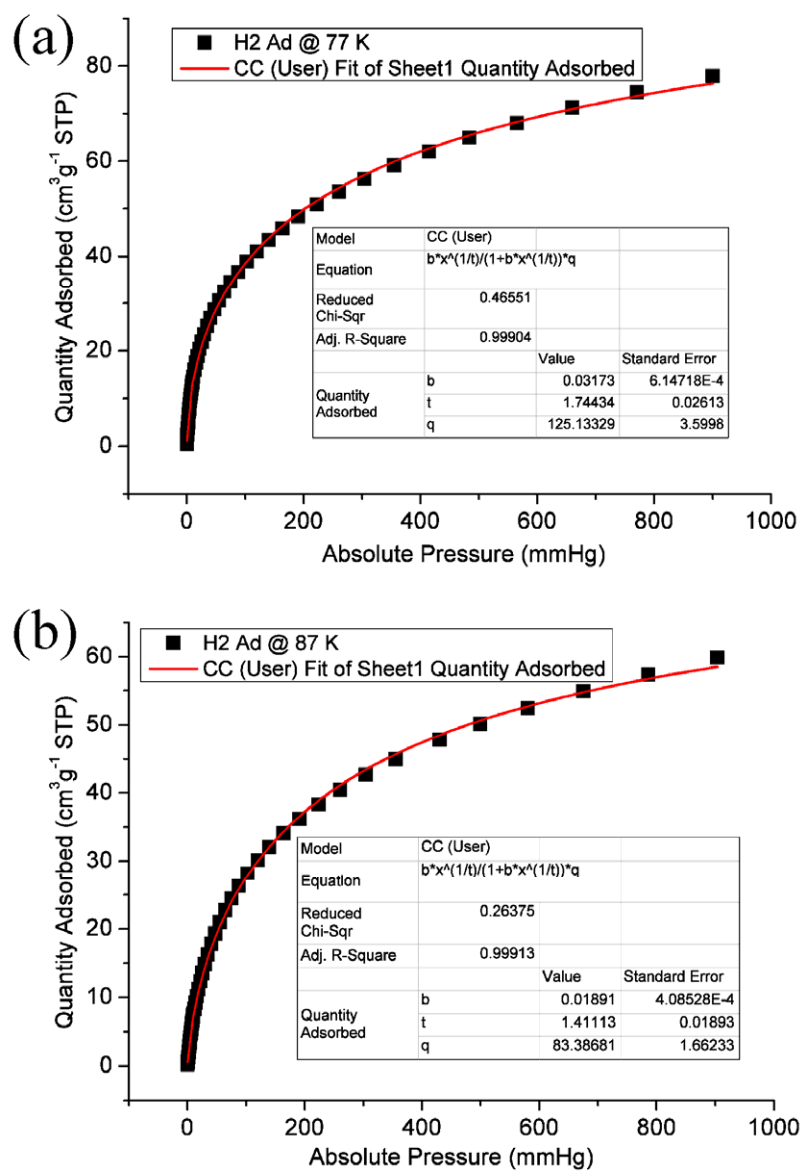 (a)
H2 Ad @ 77 K
CC (User) Fit of Sheet1 Quantity Adsorbed
Quantity Adsorbed (cm³g⁻¹ STP)
80
60
40
20
0
Model CC (User)
Equation b*x^(1/t)/(1+b*x^(1/t))*q
Reduced Chi-Sqr 0.46551
Adj. R-Square 0.99904
Value Standard Error
Quantity Adsorbed b 0.03173 6.14718E-4
t 1.74434 0.02613
q 125.13329 3.5998
0 200 400 600 800 1000
Absolute Pressure (mmHg)
(b)
H2 Ad @ 87 K
CC (User) Fit of Sheet1 Quantity Adsorbed
Quantity Adsorbed (cm³g⁻¹ STP)
60
50
40
30
20
10
0
Model CC (User)
Equation b*x^(1/t)/(1+b*x^(1/t))*q
Reduced Chi-Sqr 0.26375
Adj. R-Square 0.99913
Value Standard Error
Quantity Adsorbed b 0.01891 4.08528E-4
t 1.41113 0.01893
q 83.38681 1.66233
0 200 400 600 800 1000
Absolute Pressure (mmHg)